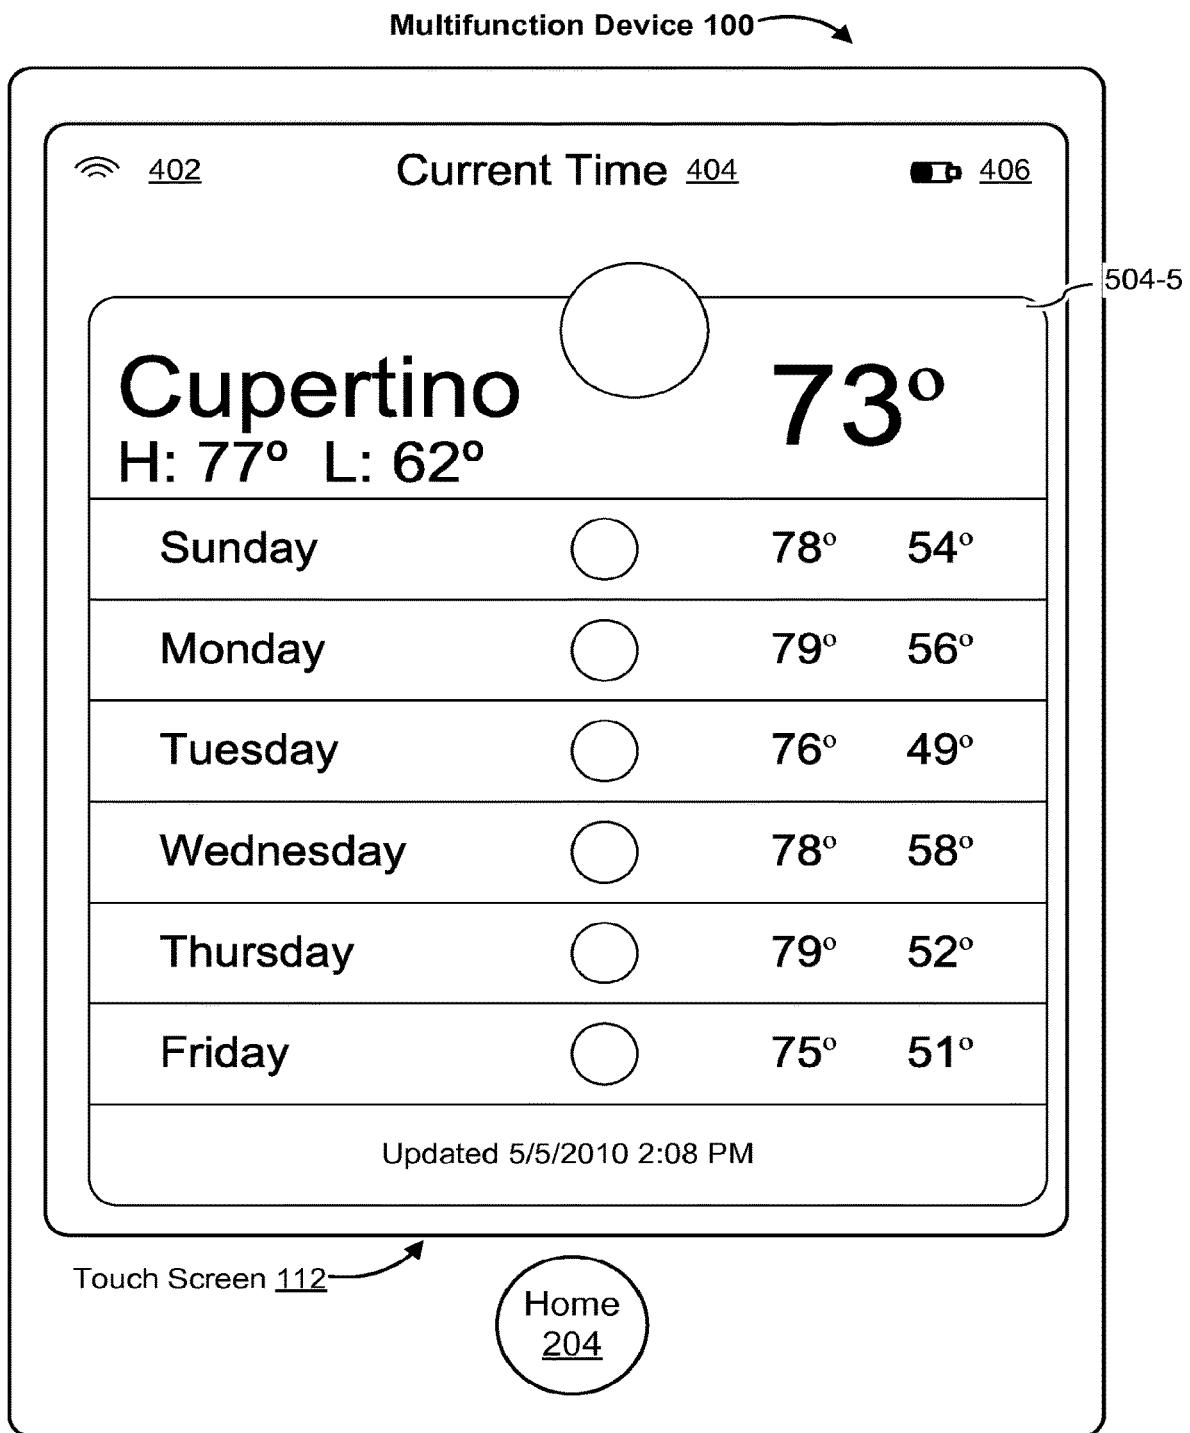 Multifunction Device 100
402 Current Time 404 406
504-5
Cupertino 73º
H: 77º L: 62º
Sunday 78º 54º
Monday 79º 56º
Tuesday 76º 49º
Wednesday 78º 58º
Thursday 79º 52º
Friday 75º 51º
Updated 5/5/2010 2:08 PM
Touch Screen 112
Home
204